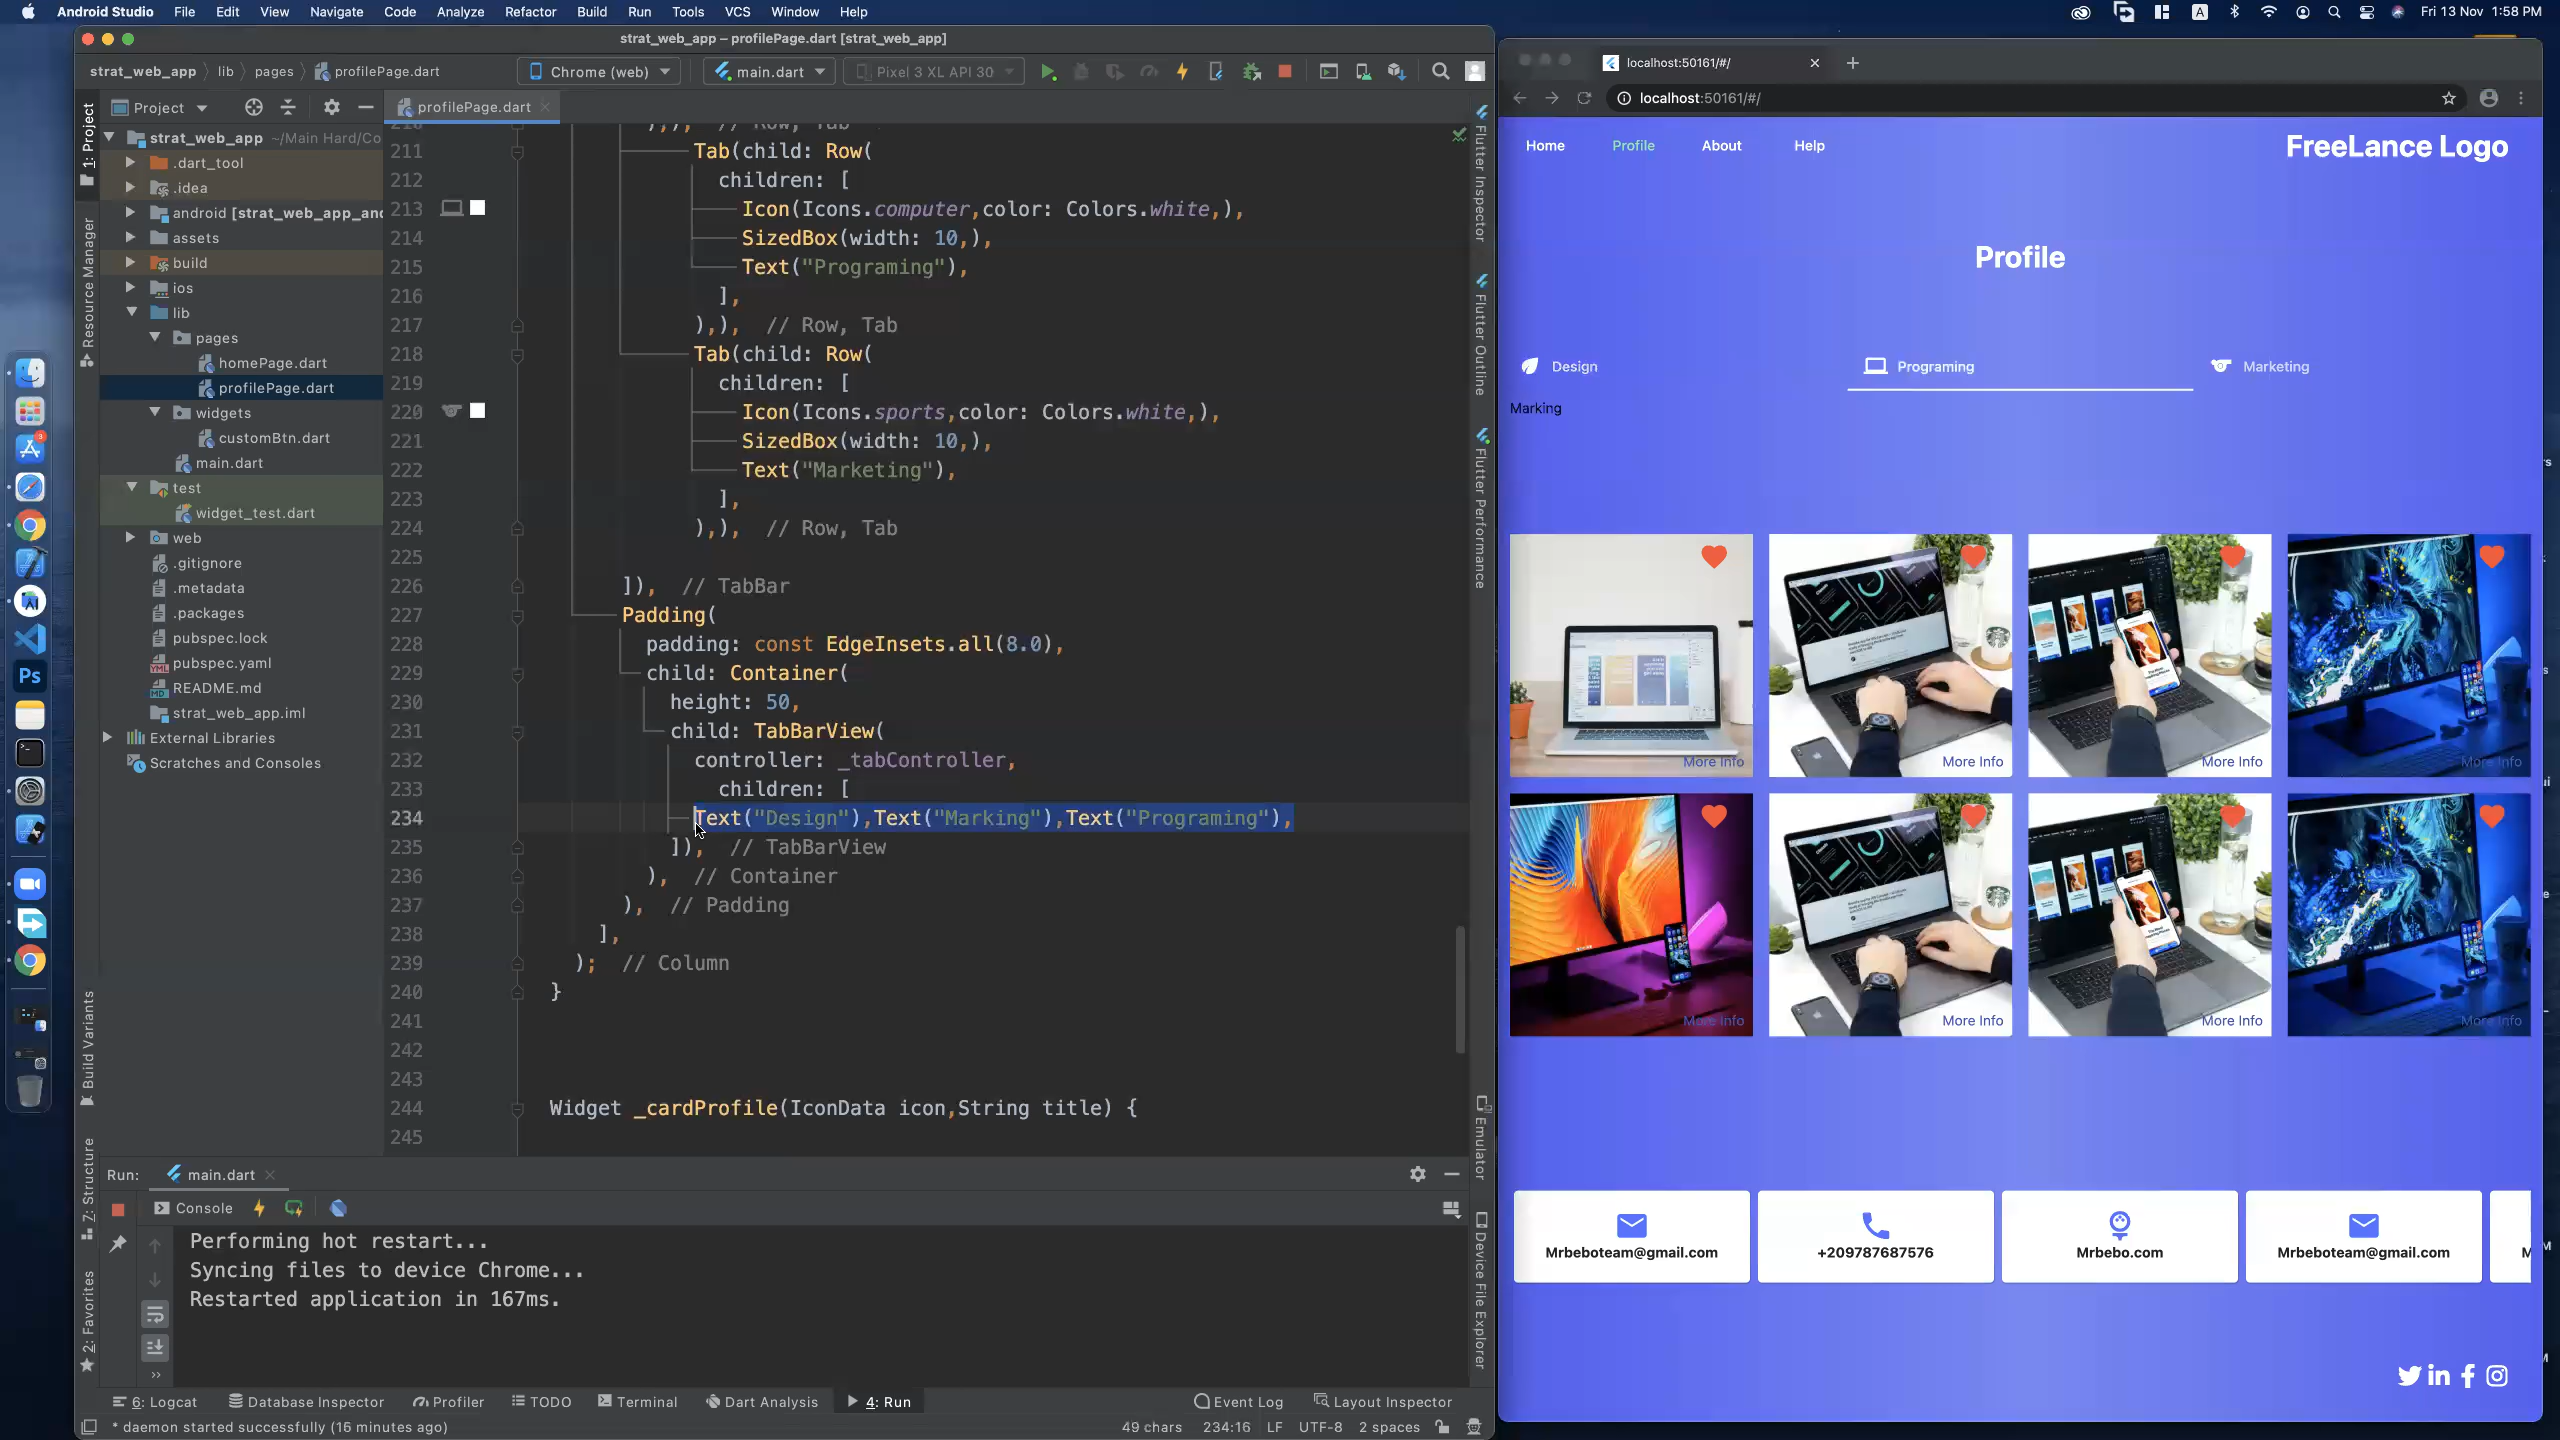 Android Studio File Edit View Navigate Code Analyze Refactor Build Run Tools VCS Window Help
Fri 13 Nov 1:58 PM
strat_web_app – profilePage.dart [strat_web_app]
strat_web_app lib pages profilePage.dart
Chrome (web)
main.dart
Pixel 3 XL API 30
Project
profilePage.dart
1: Project
Resource Manager
Build Variants
7: Structure
2: Favorites
strat_web_app ~/Main Hard/Co
.dart_tool
.idea
android [strat_web_app_and
assets
build
ios
lib
pages
homePage.dart
profilePage.dart
widgets
customBtn.dart
main.dart
test
widget_test.dart
web
.gitignore
.metadata
.packages
pubspec.lock
pubspec.yaml
README.md
strat_web_app.iml
External Libraries
Scratches and Consoles
210 ),), // Row, Tab
211 Tab(child: Row(
212 children: [
213 Icon(Icons.computer,color: Colors.white,),
214 SizedBox(width: 10,),
215 Text("Programing"),
216 ],
217 ),), // Row, Tab
218 Tab(child: Row(
219 children: [
220 Icon(Icons.sports,color: Colors.white,),
221 SizedBox(width: 10,),
222 Text("Marketing"),
223 ],
224 ),), // Row, Tab
225
226 ]), // TabBar
227 Padding(
228 padding: const EdgeInsets.all(8.0),
229 child: Container(
230 height: 50,
231 child: TabBarView(
232 controller: _tabController,
233 children: [
234 Text("Design"),Text("Marking"),Text("Programing"),
235 ]), // TabBarView
236 ), // Container
237 ), // Padding
238 ],
239 ); // Column
240 }
241
242
243
244 Widget _cardProfile(IconData icon,String title) {
245
Flutter Inspector
Flutter Outline
Flutter Performance
Emulator
Device File Explorer
Run: main.dart
Console
Performing hot restart...
Syncing files to device Chrome...
Restarted application in 167ms.
6: Logcat Database Inspector Profiler TODO Terminal Dart Analysis 4: Run Event Log Layout Inspector
* daemon started successfully (16 minutes ago) 49 chars 234:16 LF UTF-8 2 spaces
Ps
localhost:50161/#/
localhost:50161/#/
Home Profile About Help
FreeLance Logo
Profile
Design Programing Marketing
Marking
More Info More Info More Info More Info
More Info More Info More Info More Info
Mrbeboteam@gmail.com +209787687576 Mrbebo.com Mrbeboteam@gmail.com M